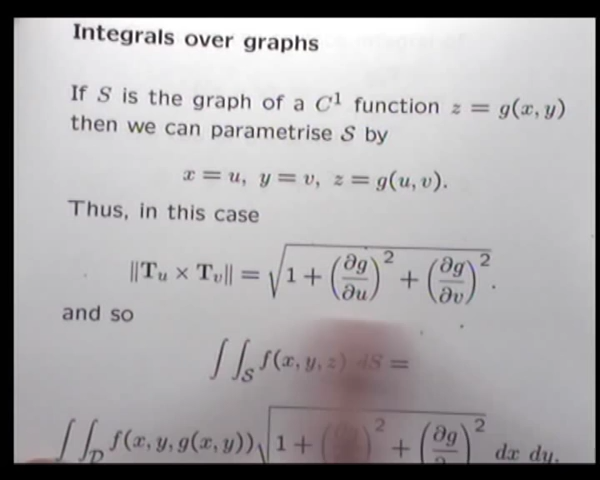 Integrals over graphs
If S is the graph of a C¹ function z = g(x, y)
then we can parametrise S by
x = u, y = v, z = g(u, v).
Thus, in this case
‖T_u × T_v‖ = √(1 + (∂g/∂u)² + (∂g/∂v)²).
and so
∫∫_S f(x, y, z) dS =
∫∫_D f(x, y, g(x, y)) √(1 + ( )² + (∂g/∂ )²) dx dy.